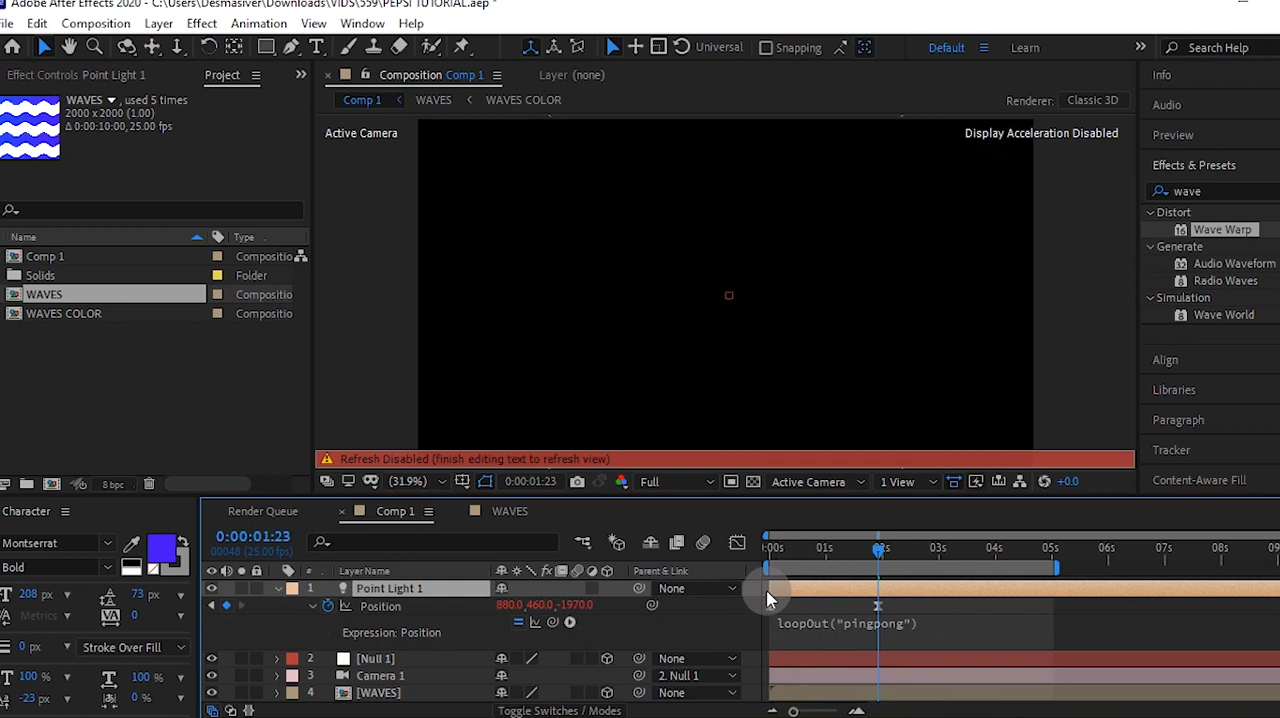 Adobe After Effects 2020 - C:\Users\Desmasiver\Downloads\VIDS\559\PEPSI TUTORIAL.aep *
File Edit Composition Layer Effect Animation View Window Help
Universal Snapping Default Learn Search Help
Effect Controls Point Light 1 Project
Composition Comp 1 Layer (none)
Info
WAVES , used 5 times
2000 x 2000 (1.00)
Δ 0:00:10:00, 25.00 fps
Comp 1 WAVES WAVES COLOR
Renderer: Classic 3D
Audio
Active Camera
Display Acceleration Disabled
Preview
Effects & Presets
wave
Distort
Wave Warp
Generate
Audio Waveform
Radio Waves
Simulation
Wave World
Name Type
Comp 1 Compositio
Solids Folder
WAVES Compositio
WAVES COLOR Compositio
Align
Libraries
Paragraph
Tracker
Content-Aware Fill
Refresh Disabled (finish editing text to refresh view)
8 bpc
(31.9%) 0:00:01:23 Full Active Camera 1 View +0.0
Character
Montserrat
Bold
208 px 73 px
Metrics 0
0 px Stroke Over Fill
100 % 100 %
-23 px 0 %
Render Queue Comp 1 WAVES
0:00:01:23
00048 (25.00 fps)
):00s 01s 02s 03s 04s 05s 06s 07s 08s 09
# Layer Name fx Parent & Link
1 Point Light 1 None
Position 880.0,460.0,-1970.0
Expression: Position
loopOut("pingpong")
2 [Null 1] None
3 Camera 1 2. Null 1
4 [WAVES] None
Toggle Switches / Modes